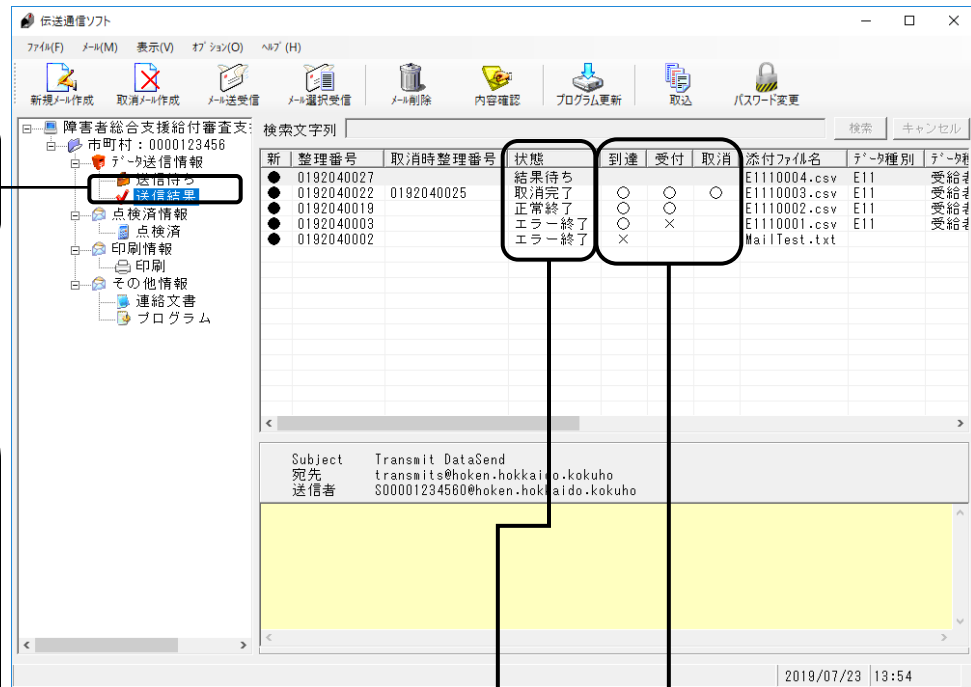 伝送通信ソフト
ファイル(F) メール(M) 表示(V) オプション(O) ヘルプ(H)
新規メール作成 取消メール作成 メール送受信 メール選択受信 メール削除 内容確認 プログラム更新 取込 パスワード変更
障害者総合支援給付審査支
市町村:0000123456
データ送信情報
送信待ち
送信結果
点検済情報
点検済
印刷情報
印刷
その他情報
連絡文書
プログラム
検索文字列 検索 キャンセル
新 整理番号 取消時整理番号 状態 到達 受付 取消 添付ファイル名 データ種別 データ種
● 0192040027 結果待ち E1110004.csv E11 受給者
● 0192040022 0192040025 取消完了 ○ ○ ○ E1110003.csv E11 受給者
● 0192040019 正常終了 ○ ○ E1110002.csv E11 受給者
● 0192040003 エラー終了 ○ × E1110001.csv E11 受給者
● 0192040002 エラー終了 × MailTest.txt
Subject Transmit DataSend
宛先 transmits@hoken.hokkaido.kokuho
送信者 S00001234560@hoken.hokkaido.kokuho
2019/07/23 13:54